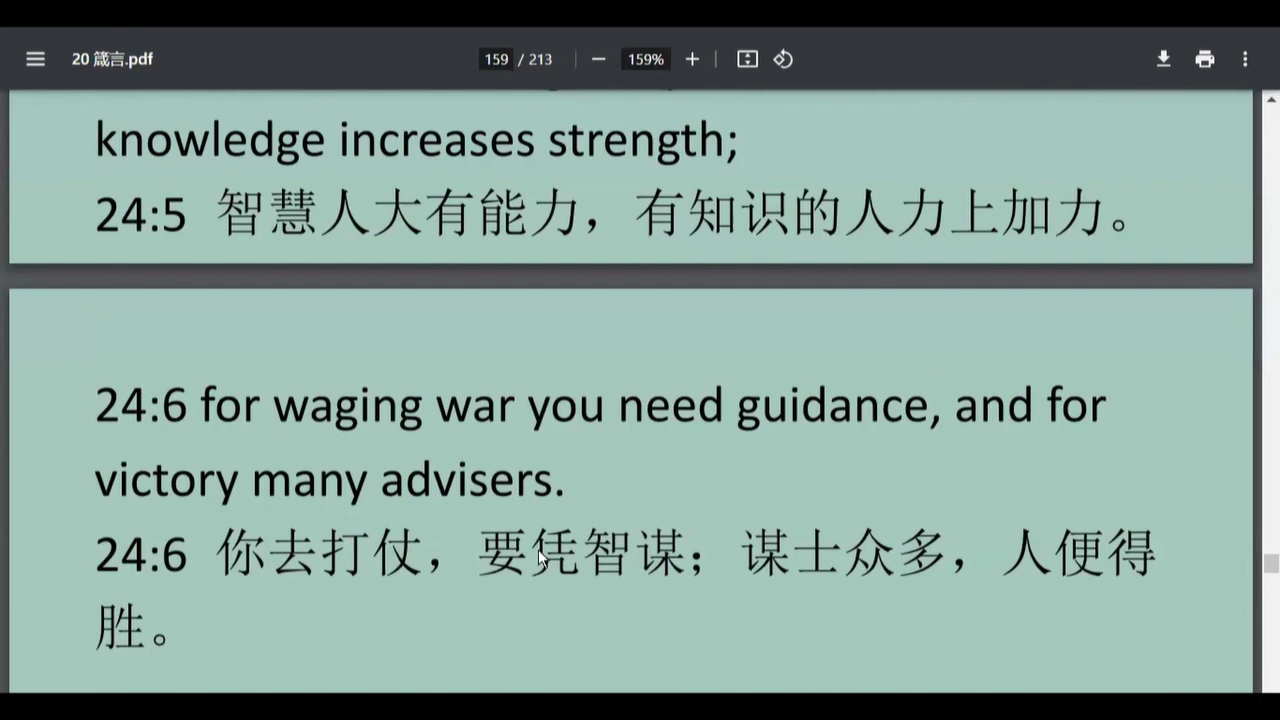 20 箴言.pdf
159 / 213
159%
knowledge increases strength;
24:5 智慧人大有能力，有知识的人力上加力。
24:6 for waging war you need guidance, and for
victory many advisers.
24:6 你去打仗，要凭智谋；谋士众多，人便得
胜。